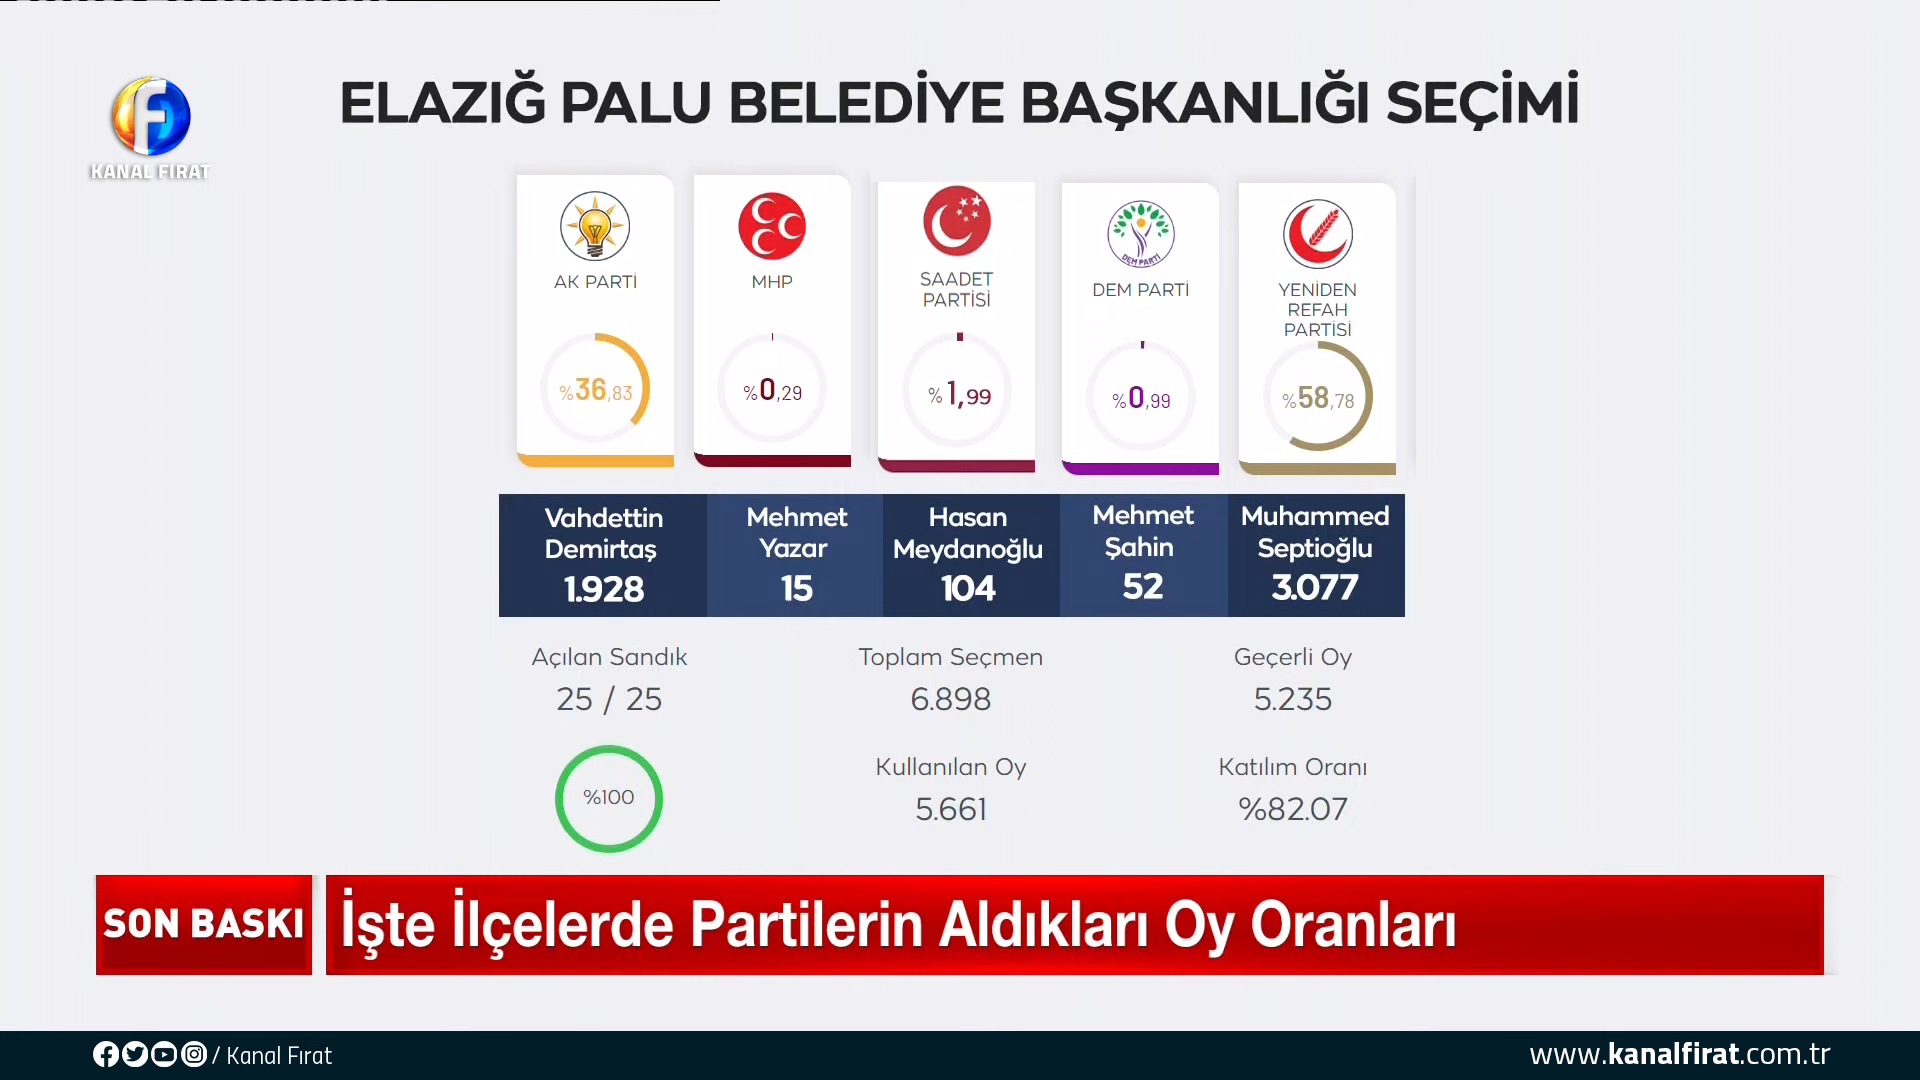 ELAZIĞ PALU BELEDİYE BAŞKANLIĞI SEÇİMİ
KANAL FIRAT
AK PARTİ
MHP
SAADET
PARTİSİ
DEM PARTİ
DEM PARTİ
YENİDEN
REFAH
PARTİSİ
%36,83
%0,29
%1,99
%0,99
%58,78
Vahdettin
Demirtaş
1.928
Mehmet
Yazar
15
Hasan
Meydanoğlu
104
Mehmet
Şahin
52
Muhammed
Septioğlu
3.077
Açılan Sandık
25 / 25
Toplam Seçmen
6.898
Geçerli Oy
5.235
%100
Kullanılan Oy
5.661
Katılım Oranı
%82.07
SON BASKI
İşte İlçelerde Partilerin Aldıkları Oy Oranları
/ Kanal Fırat
www.kanalfirat.com.tr